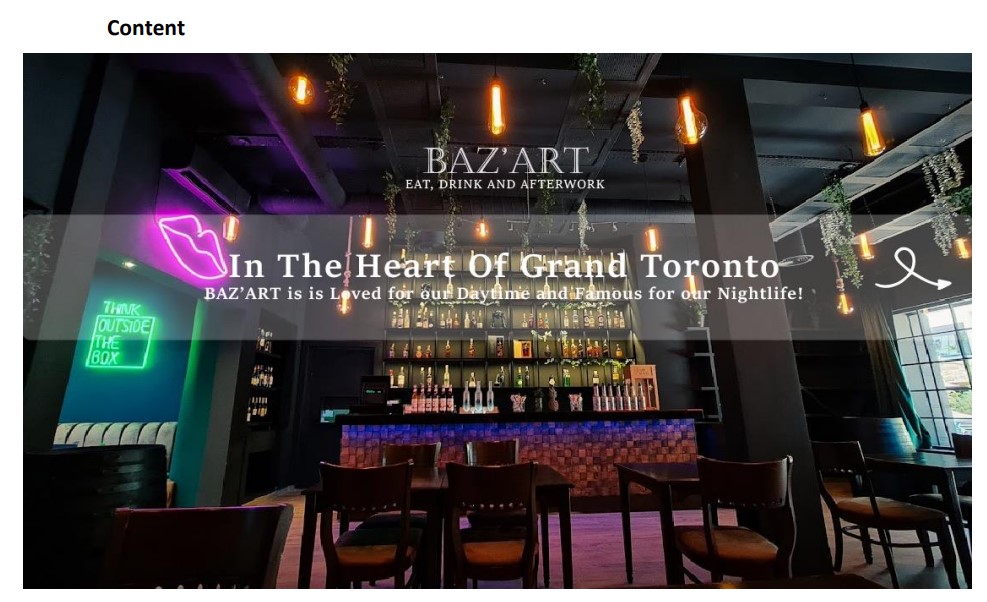 Content
BAZ'ART
EAT, DRINK AND AFTERWORK
In The Heart Of Grand Toronto
BAZ'ART is is Loved for our Daytime and Famous for our Nightlife!
THINK
OUTSIDE
THE
BOX